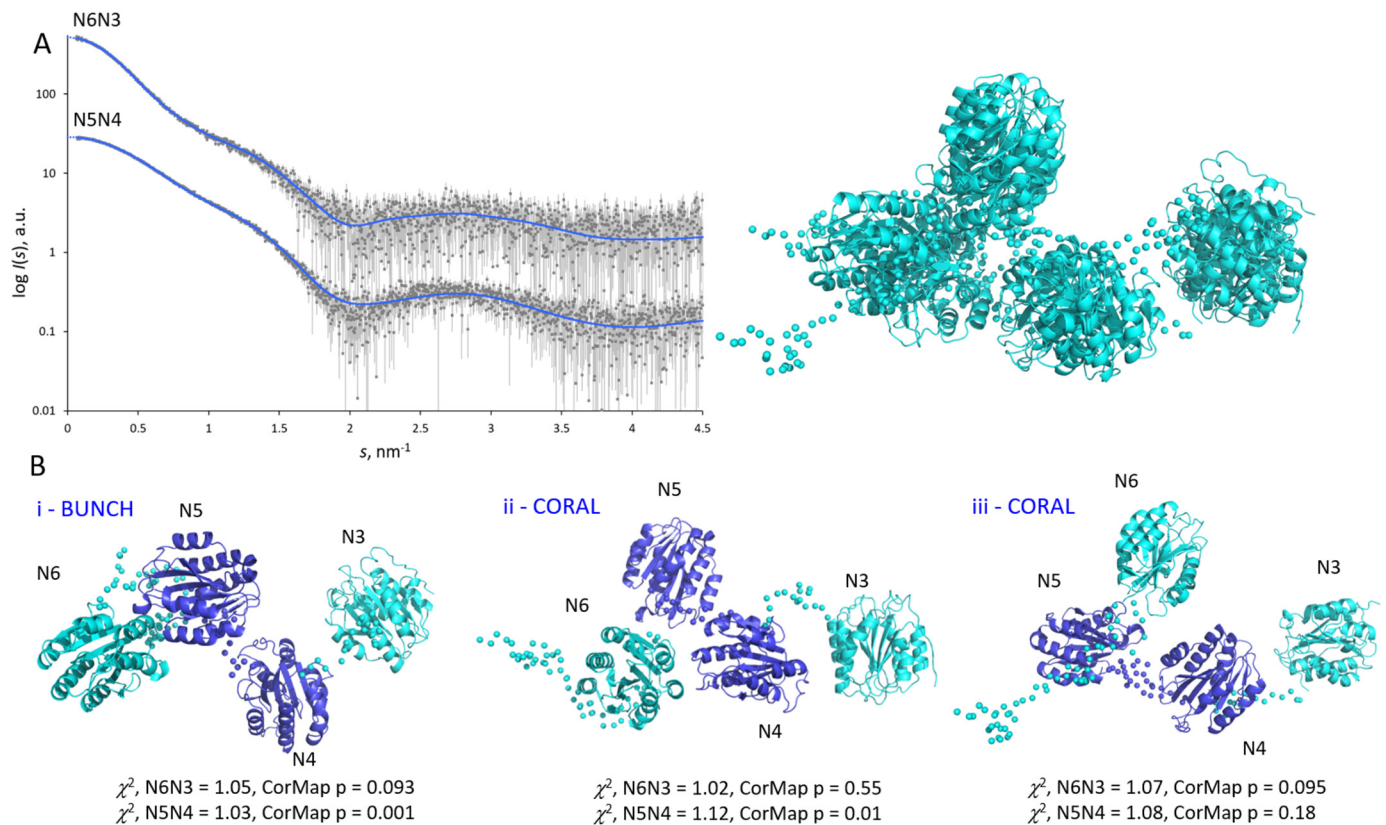 A
N6N3
N5N4
log I(s), a.u.
100
10
1
0.1
0.01
0 0.5 1 1.5 2 2.5 3 3.5 4 4.5
s, nm-1
B
i - BUNCH
N5
N3
N6
N4
χ², N6N3 = 1.05, CorMap p = 0.093
χ², N5N4 = 1.03, CorMap p = 0.001
ii - CORAL
N5
N6
N3
N4
χ², N6N3 = 1.02, CorMap p = 0.55
χ², N5N4 = 1.12, CorMap p = 0.01
iii - CORAL
N6
N5
N3
N4
χ², N6N3 = 1.07, CorMap p = 0.095
χ², N5N4 = 1.08, CorMap p = 0.18